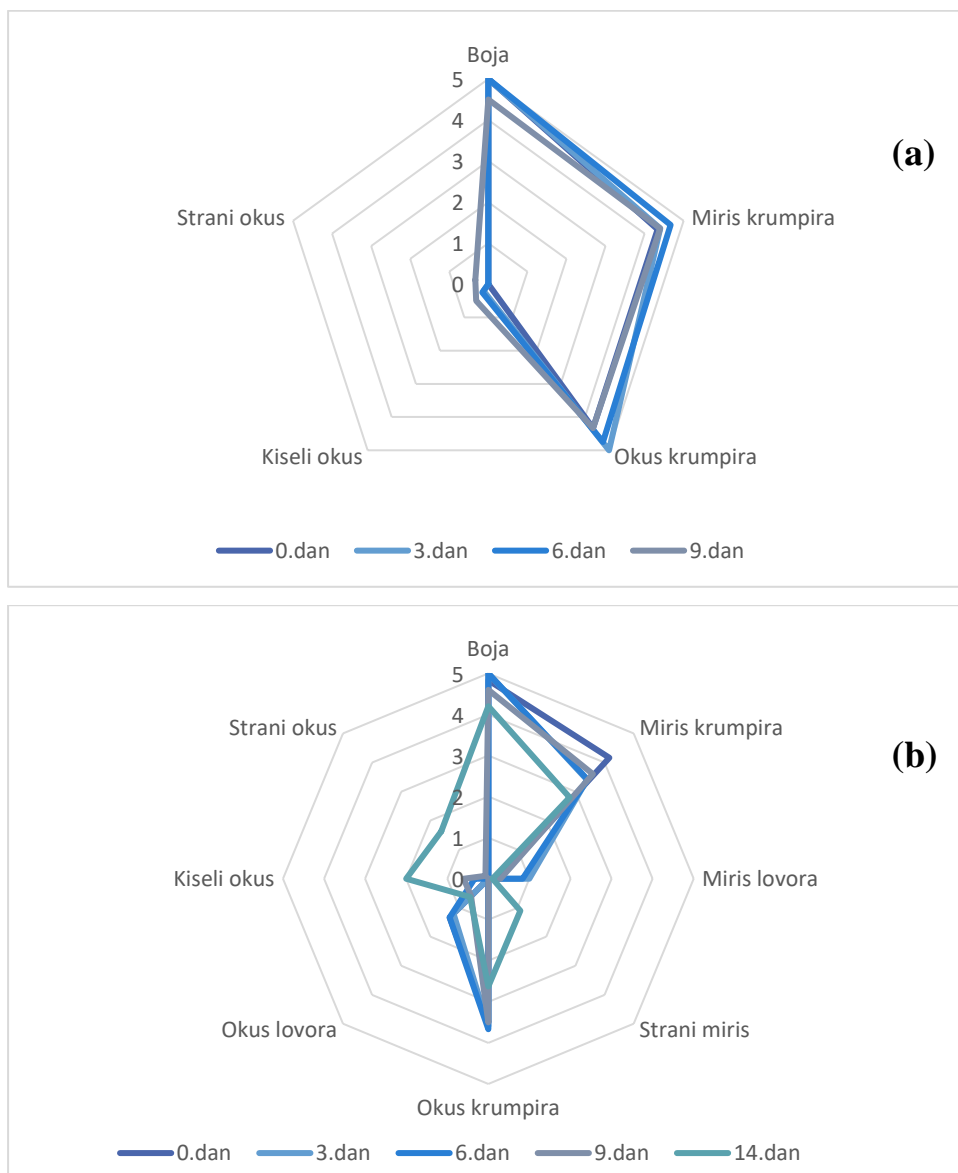 Boja
5
4
3
2
1
0
(a)
Strani okus
Miris krumpira
Kiseli okus
Okus krumpira
0.dan 3.dan 6.dan 9.dan
Boja
5
4
3
2
1
0
Strani okus
Miris krumpira
(b)
Kiseli okus
Miris lovora
Okus lovora
Strani miris
Okus krumpira
0.dan 3.dan 6.dan 9.dan 14.dan